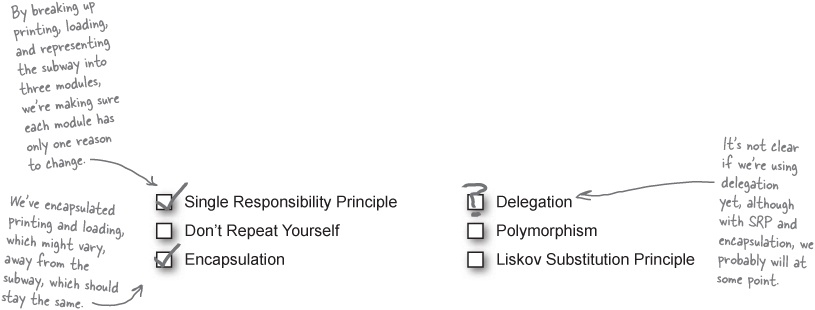 By breaking up
printing, loading,
and representing
the subway into
three modules,
we're making sure
each module has
only one reason
to change.
We've encapsulated
printing and loading,
which might vary,
away from the
subway, which should
stay the same.
Single Responsibility Principle
Don't Repeat Yourself
Encapsulation
?
Delegation
Polymorphism
Liskov Substitution Principle
It's not clear
if we're using
delegation
yet, although
with SRP and
encapsulation, we
probably will at
some point.